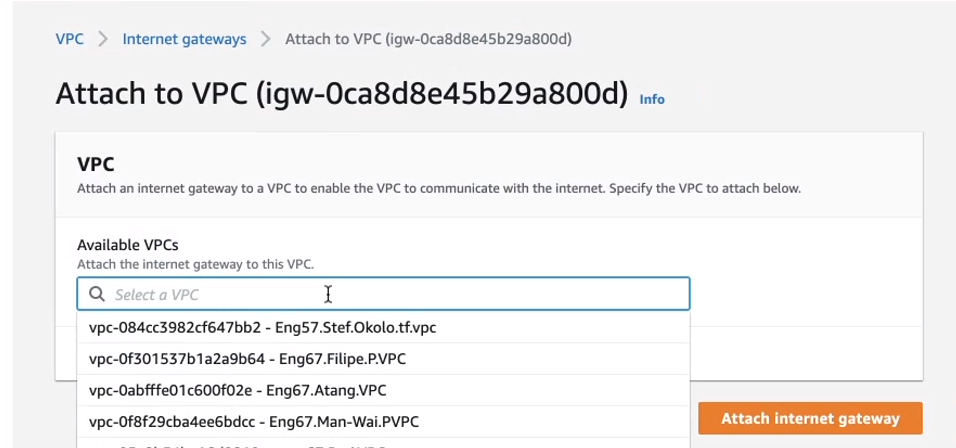 VPC > Internet gateways > Attach to VPC (igw-0ca8d8e45b29a800d)
Attach to VPC (igw-0ca8d8e45b29a800d) Info
VPC
Attach an internet gateway to a VPC to enable the VPC to communicate with the internet. Specify the VPC to attach below.
Available VPCs
Attach the internet gateway to this VPC.
Select a VPC
vpc-084cc3982cf647bb2 - Eng57.Stef.Okolo.tf.vpc
vpc-0f301537b1a2a9b64 - Eng67.Filipe.P.VPC
vpc-0abfffe01c600f02e - Eng67.Atang.VPC
vpc-0f8f29cba4ee6bdcc - Eng67.Man-Wai.PVPC
Attach internet gateway